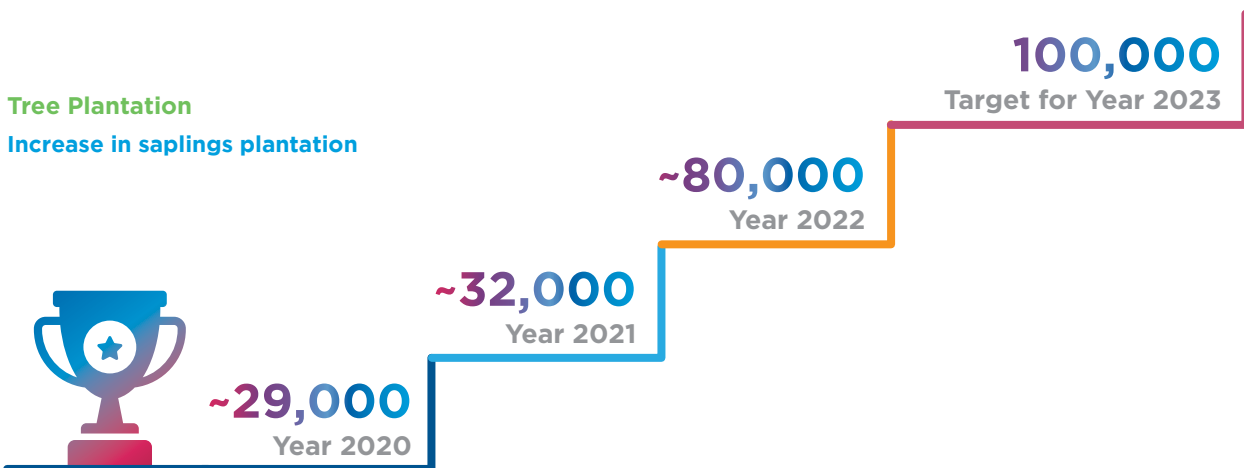 Tree Plantation
Increase in saplings plantation
100,000
Target for Year 2023
~80,000
Year 2022
~32,000
Year 2021
~29,000
Year 2020